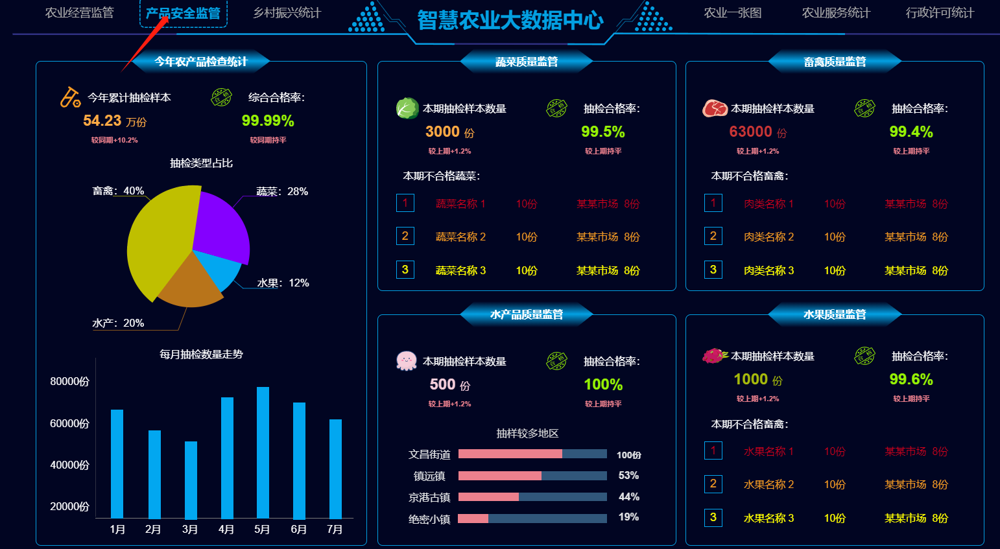 农业经营监管
产品安全监管
乡村振兴统计
智慧农业大数据中心
农业一张图
农业服务统计
行政许可统计
今年农产品检查统计
今年累计抽检样本
54.23 万份
较同期+10.2%
综合合格率：
99.99%
较同期持平
抽检类型占比
畜禽：40%
蔬菜：28%
水果：12%
水产：20%
每月抽检数量走势
80000份
60000份
40000份
20000份
1月 2月 3月 4月 5月 6月 7月
蔬菜质量监管
本期抽检样本数量
3000 份
较上期+1.2%
抽检合格率：
99.5%
较上期持平
本期不合格蔬菜：
1 蔬菜名称 1 10份 某某市场 8份
2 蔬菜名称 2 10份 某某市场 8份
3 蔬菜名称 3 10份 某某市场 8份
畜禽质量监管
本期抽检样本数量
63000 份
较上期+1.2%
抽检合格率：
99.4%
较上期持平
本期不合格畜禽：
1 肉类名称 1 10份 某某市场 8份
2 肉类名称 2 10份 某某市场 8份
3 肉类名称 3 10份 某某市场 8份
水产品质量监管
本期抽检样本数量
500 份
较上期+1.2%
抽检合格率：
100%
较上期持平
抽样较多地区
文昌街道 100份
镇远镇 53%
京港古镇 44%
绝密小镇 19%
水果质量监管
本期抽检样本数量
1000 份
较上期+1.2%
抽检合格率：
99.6%
较上期持平
本期不合格畜禽：
1 水果名称 1 10份 某某市场 8份
2 水果名称 2 10份 某某市场 8份
3 水果名称 3 10份 某某市场 8份